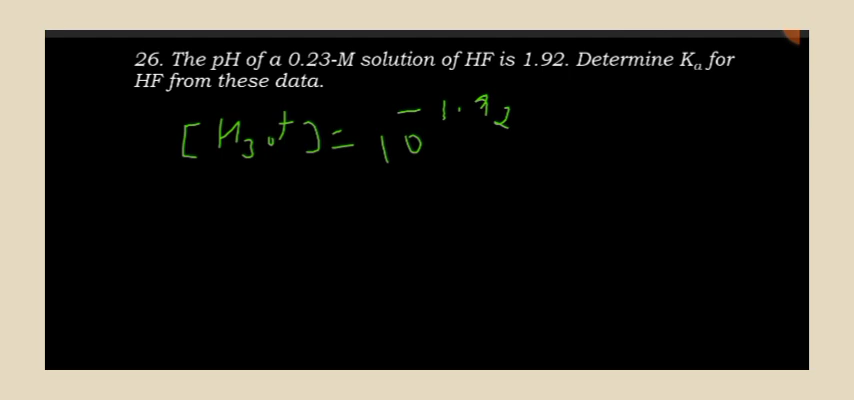 26. The pH of a 0.23-M solution of HF is 1.92. Determine Kₐ for
HF from these data.
[H₃O⁺] = 10⁻¹·⁹²